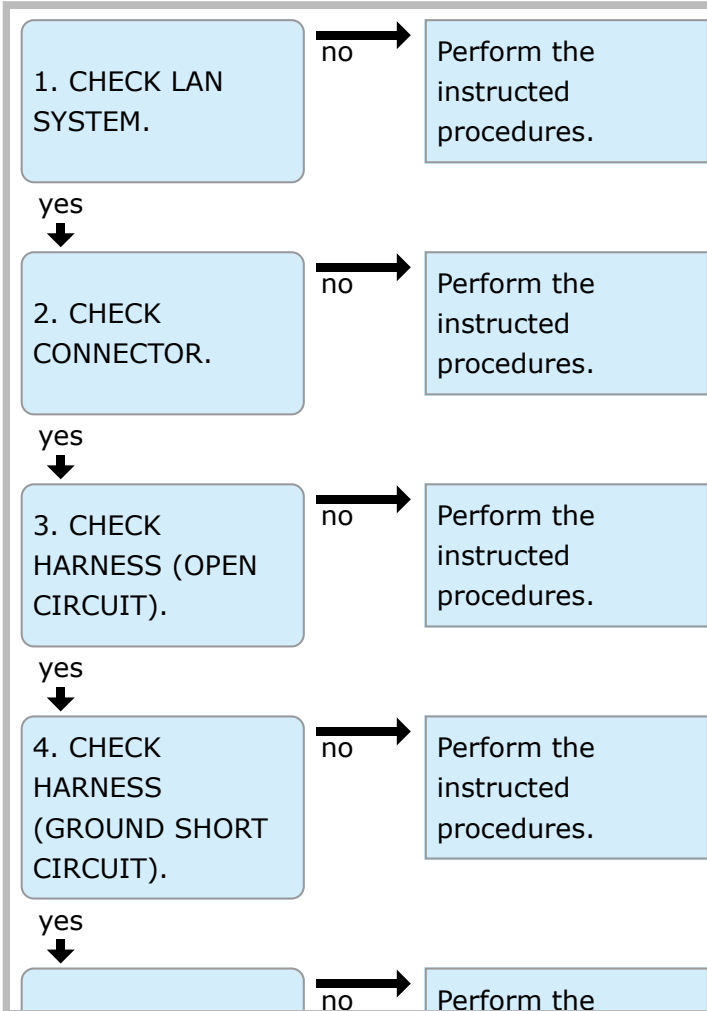 1. CHECK LAN
SYSTEM.
no
Perform the
instructed
procedures.
yes
2. CHECK
CONNECTOR.
no
Perform the
instructed
procedures.
yes
3. CHECK
HARNESS (OPEN
CIRCUIT).
no
Perform the
instructed
procedures.
yes
4. CHECK
HARNESS
(GROUND SHORT
CIRCUIT).
no
Perform the
instructed
procedures.
yes
no
Perform the